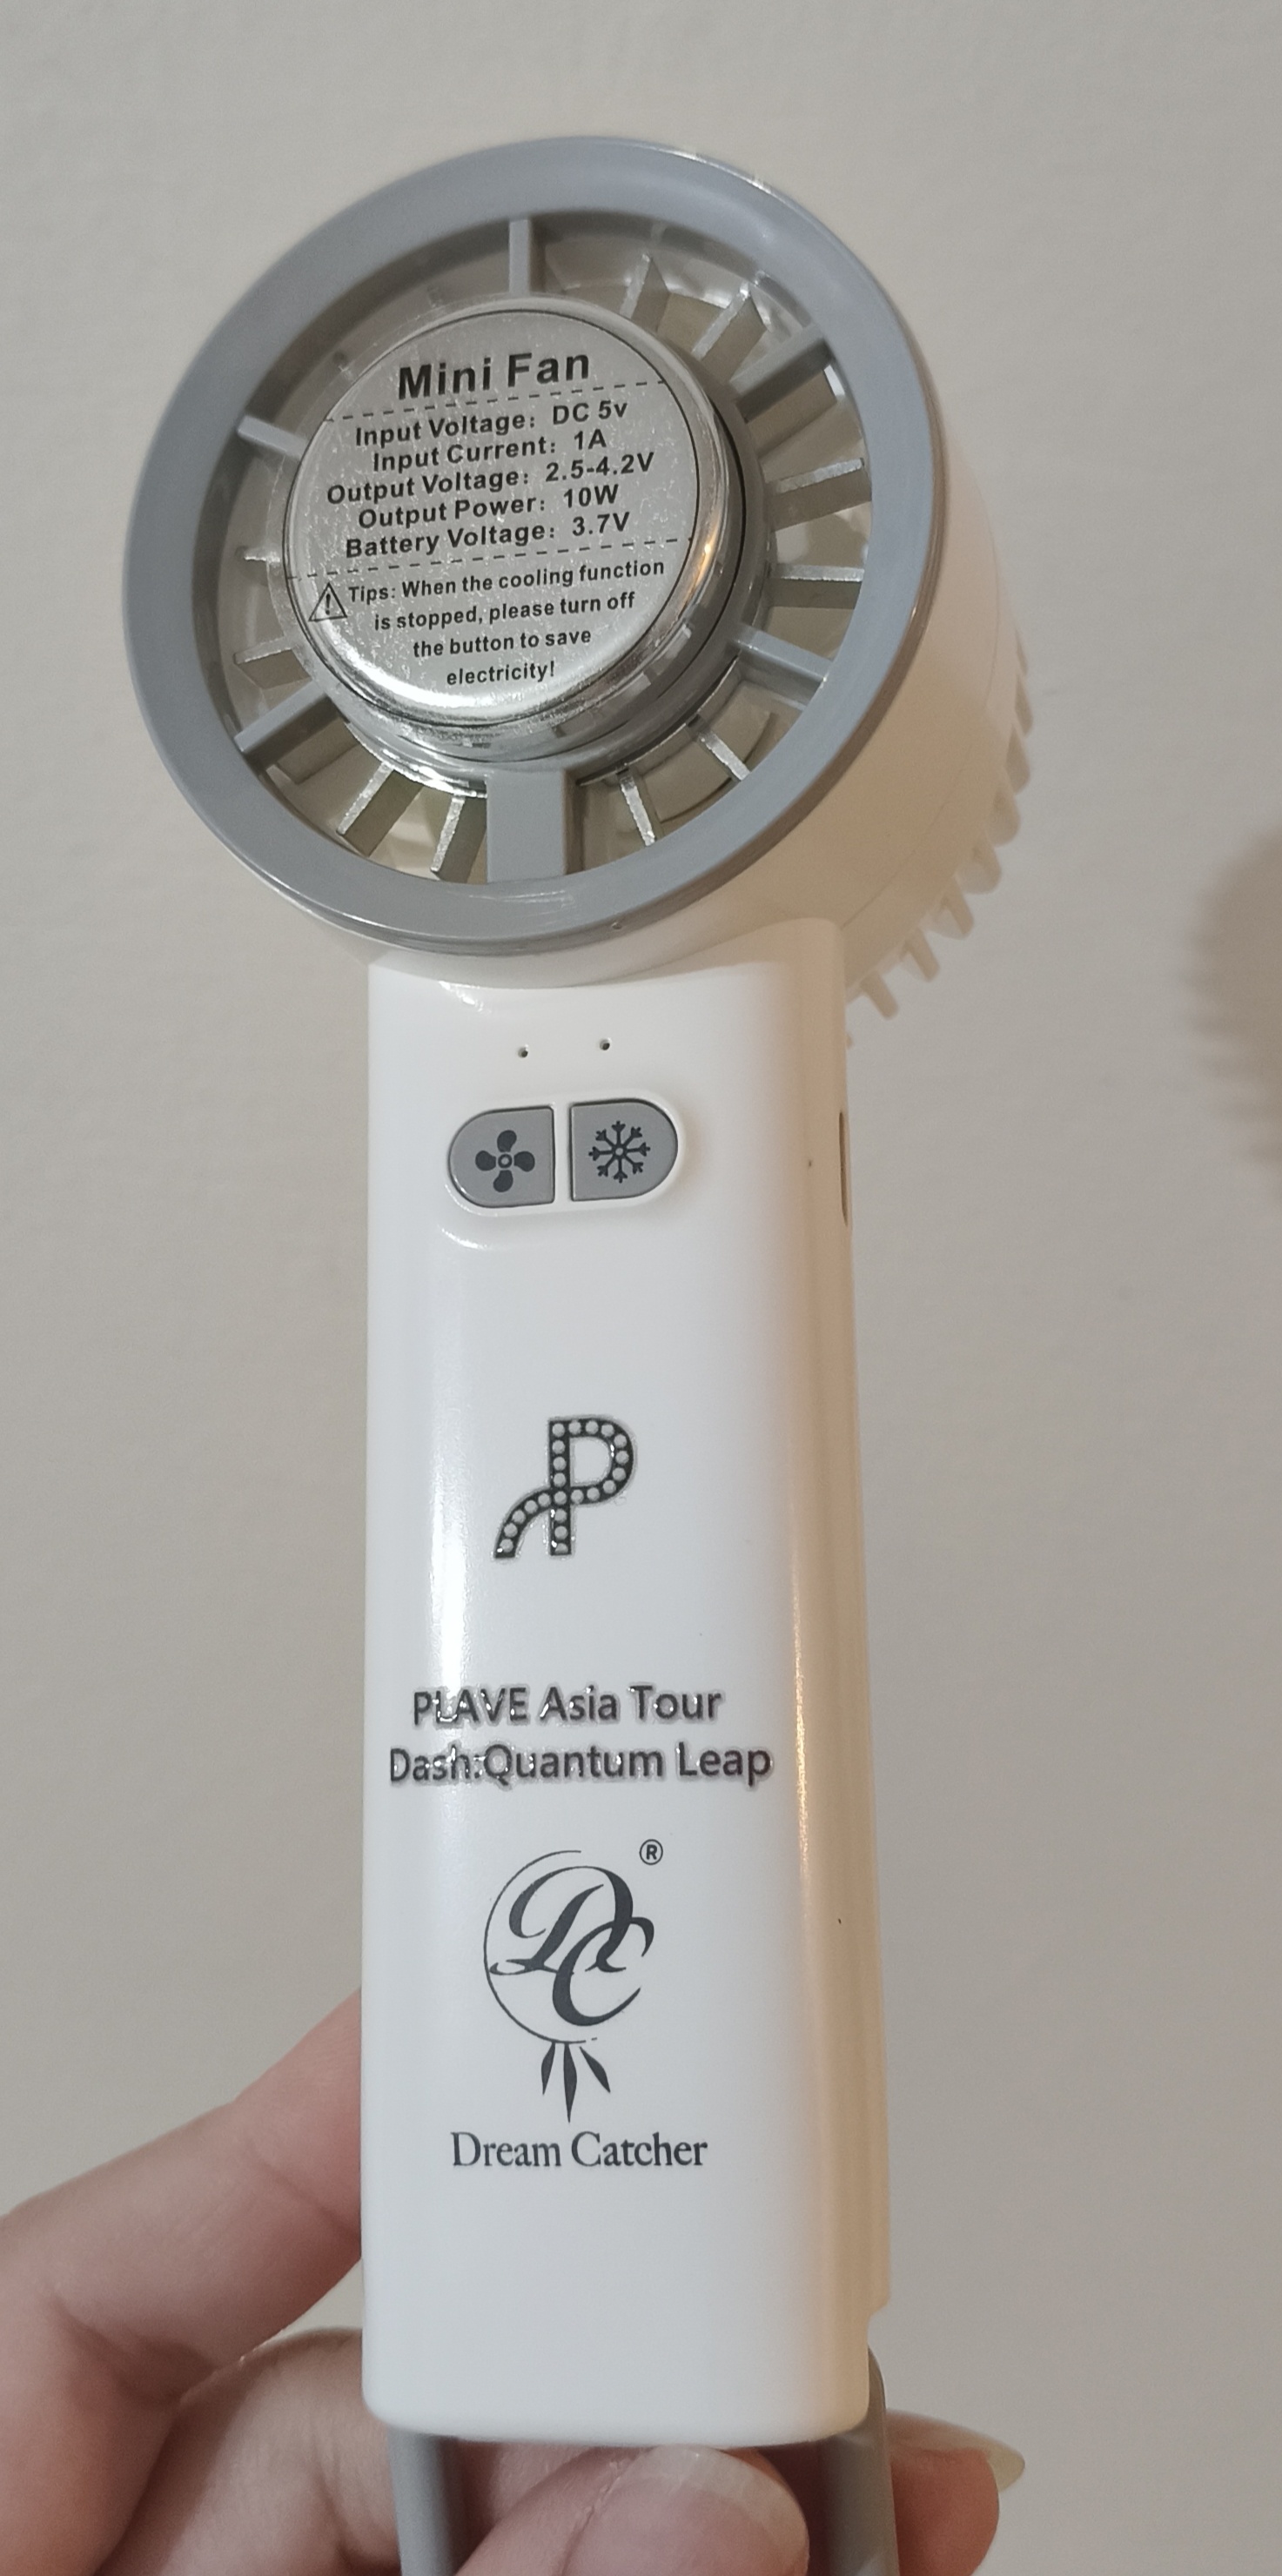 Mini Fan
Input Voltage: DC 5v
Input Current: 1A
Output Voltage: 2.5-4.2V
Output Power: 10W
Battery Voltage: 3.7V
Tips: When the cooling function
is stopped, please turn off
the button to save
electricity!
P
PLAVE Asia Tour
Dash:Quantum Leap
®
DC
Dream Catcher